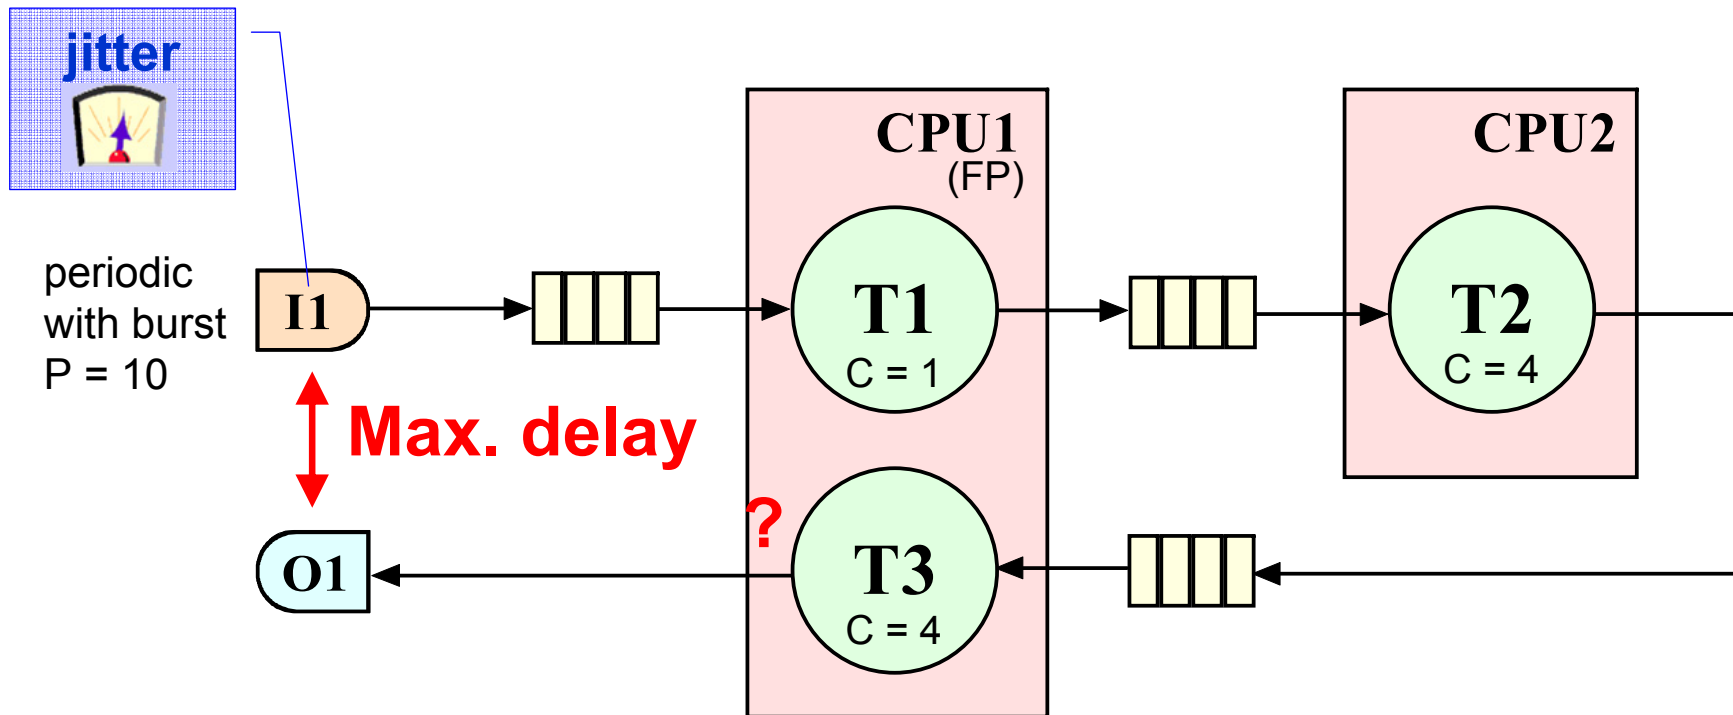 jitter
CPU1
(FP)
CPU2
periodic
with burst
P = 10
I1
T1
C = 1
T2
C = 4
Max. delay
?
O1
T3
C = 4